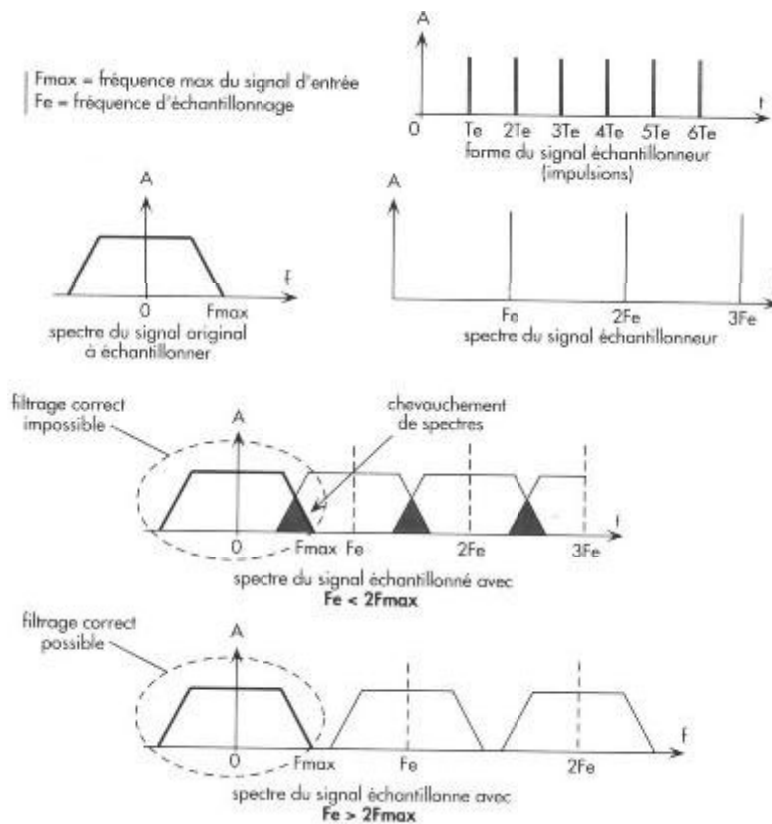 Fmax = fréquence max du signal d'entrée
Fe = fréquence d'échantillonnage
A
0 Te 2Te 3Te 4Te 5Te 6Te t
forme du signal échantillonneur
(impulsions)
A
f
0 Fmax
spectre du signal original
à échantillonner
A
Fe 2Fe 3Fe
spectre du signal échantillonneur
filtrage correct
impossible
chevauchement
de spectres
A
0 Fmax Fe 2Fe 3Fe f
spectre du signal échantillonné avec
Fe < 2Fmax
filtrage correct
possible
A
0 Fmax Fe 2Fe f
spectre du signal échantillonne avec
Fe > 2Fmax